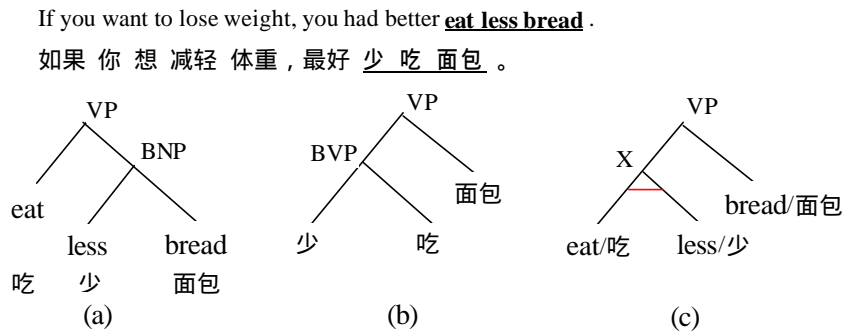 If you want to lose weight, you had better eat less bread .
如果 你 想 减轻 体重，最好 少 吃 面包 。
VP
BNP
eat
less bread
吃 少 面包
(a)
VP
BVP
面包
少 吃
(b)
VP
X
bread/面包
eat/吃 less/少
(c)